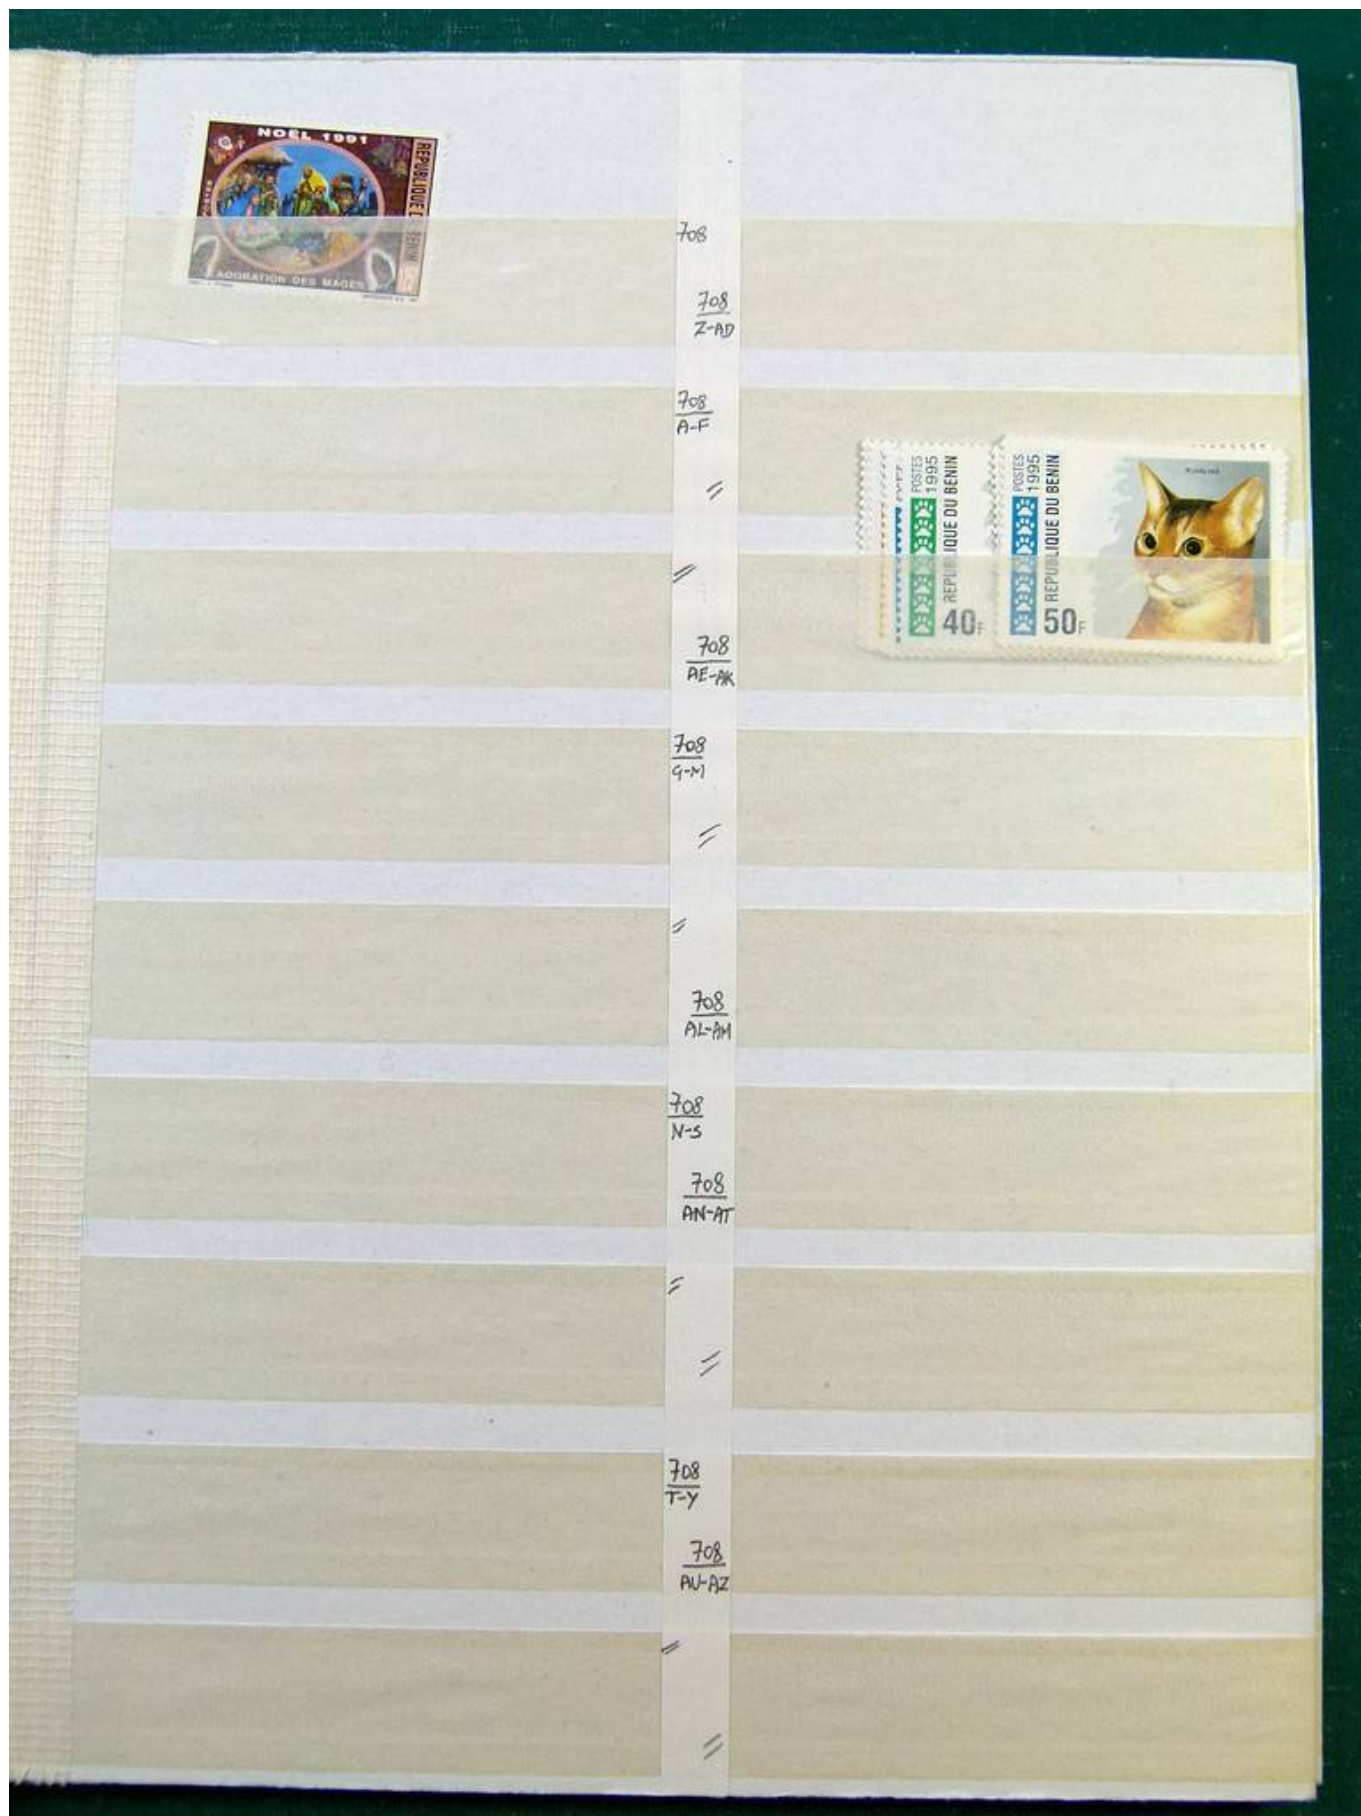 NOËL 1991
REPUBLIQUE
BENIN
ADORATION DES MAGES
708
708
Z-AD
708
A-F
〃
POSTES
1995
REPUBLIQUE DU BENIN
40F
POSTES
1995
REPUBLIQUE DU BENIN
50F
〃
708
AE-AK
708
G-M
〃
〃
708
AL-AM
708
N-S
708
AN-AT
〃
〃
708
T-Y
708
AU-AZ
〃
〃